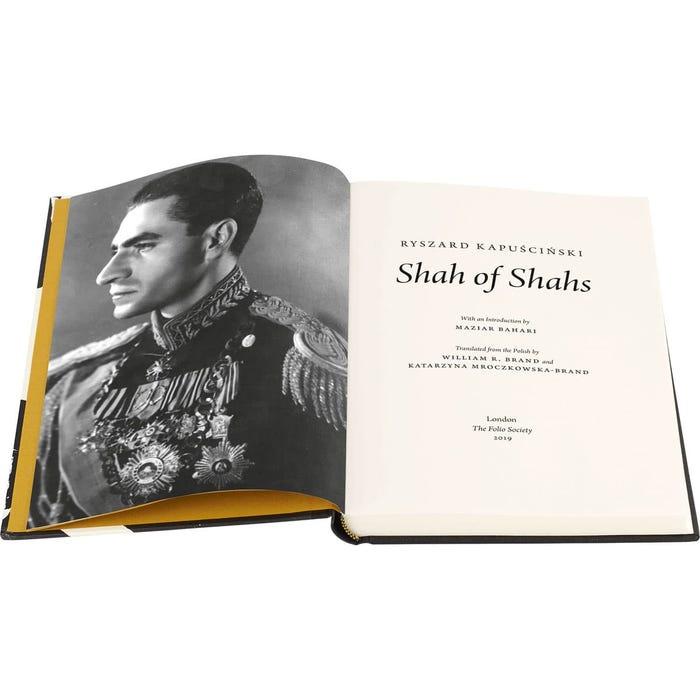 RYSZARD KAPUŚCIŃSKI
Shah of Shahs
With an Introduction by
MAZIAR BAHARI
Translated from the Polish by
WILLIAM R. BRAND and
KATARZYNA MROCZKOWSKA-BRAND
London
The Folio Society
2019